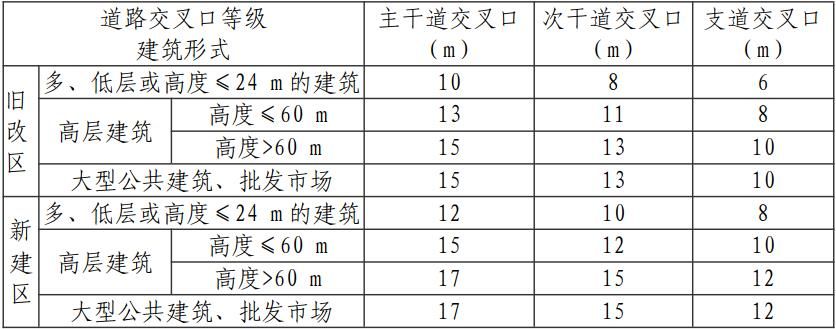 道路交叉口等级 主干道交叉口 次干道交叉口 支道交叉口
建筑形式 (m) (m) (m)
旧改区 多、低层或高度≤24 m的建筑 10 8 6
高层建筑 高度≤60 m 13 11 8
高度>60 m 15 13 10
大型公共建筑、批发市场 15 13 10
新建区 多、低层或高度≤24 m的建筑 12 10 8
高层建筑 高度≤60 m 15 12 10
高度>60 m 17 15 12
大型公共建筑、批发市场 17 15 12